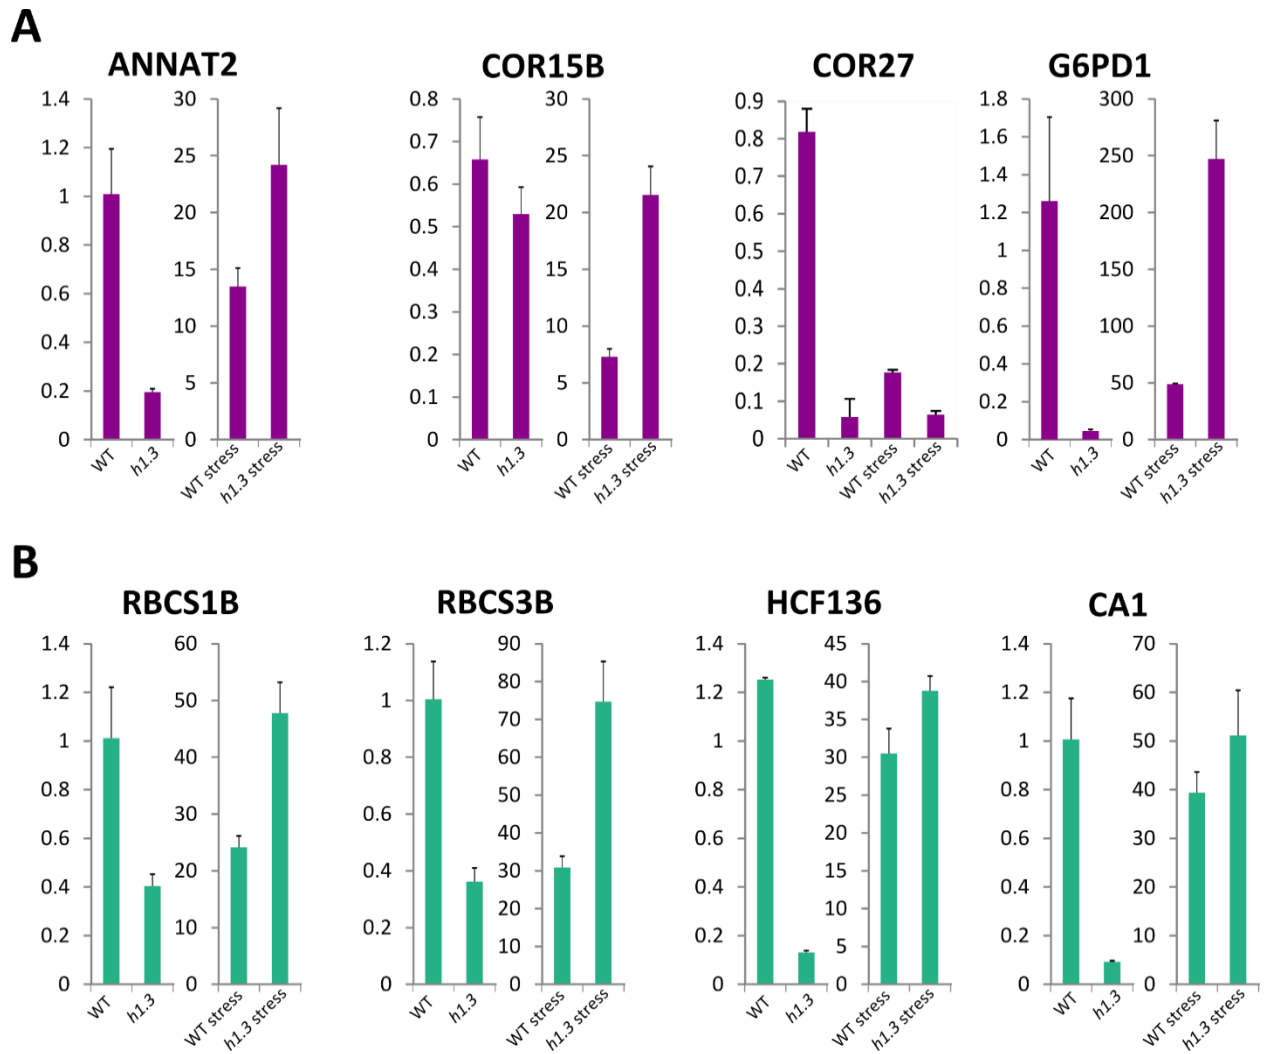 A
ANNAT2 COR15B COR27 G6PD1
1.4 30 0.8 30 0.9 1.8 300
1.2 25 0.7 25 0.8 1.6 250
1 20 0.6 20 0.7 1.4 200
0.8 15 0.5 15 0.6 1.2 150
0.6 10 0.4 10 0.5 1 100
0.4 5 0.3 5 0.4 0.8 50
0.2 0 0.2 0 0.3 0.6 0
0 0.1 0.2 0.4
0 0.1 0.2
0 0
WT h1.3 WT stress h1.3 stress WT h1.3 WT stress h1.3 stress WT h1.3 WT stress h1.3 stress WT h1.3 WT stress h1.3 stress
B
RBCS1B RBCS3B HCF136 CA1
1.4 60 1.2 90 1.4 45 1.4 70
1.2 50 1 80 1.2 40 1.2 60
1 40 0.8 70 1 35 1 50
0.8 30 0.6 60 0.8 30 0.8 40
0.6 20 0.4 50 0.6 25 0.6 30
0.4 10 0.2 40 0.4 20 0.4 20
0.2 0 0 30 0.2 15 0.2 10
0 20 0 10 0 0
10 5
0 0
WT h1.3 WT stress h1.3 stress WT h1.3 WT stress h1.3 stress WT h1.3 WT stress h1.3 stress WT h1.3 WT stress h1.3 stress